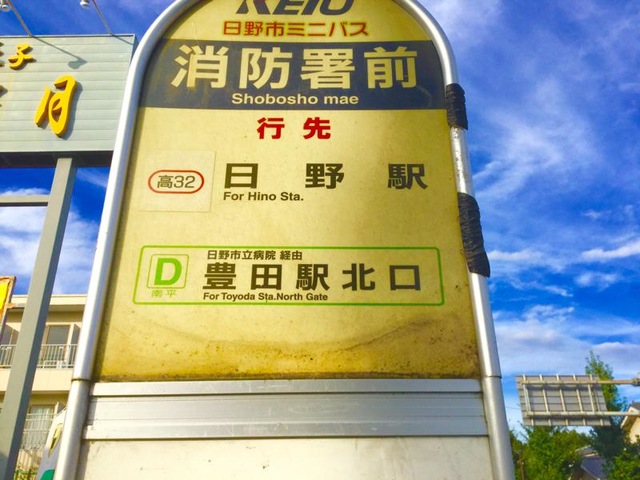 KEIO
日野市ミニバス
消防署前
Shobosho mae
行先
高32
日野駅
For Hino Sta.
D
南平
日野市立病院 経由
豊田駅北口
For Toyoda Sta.North Gate
子
月